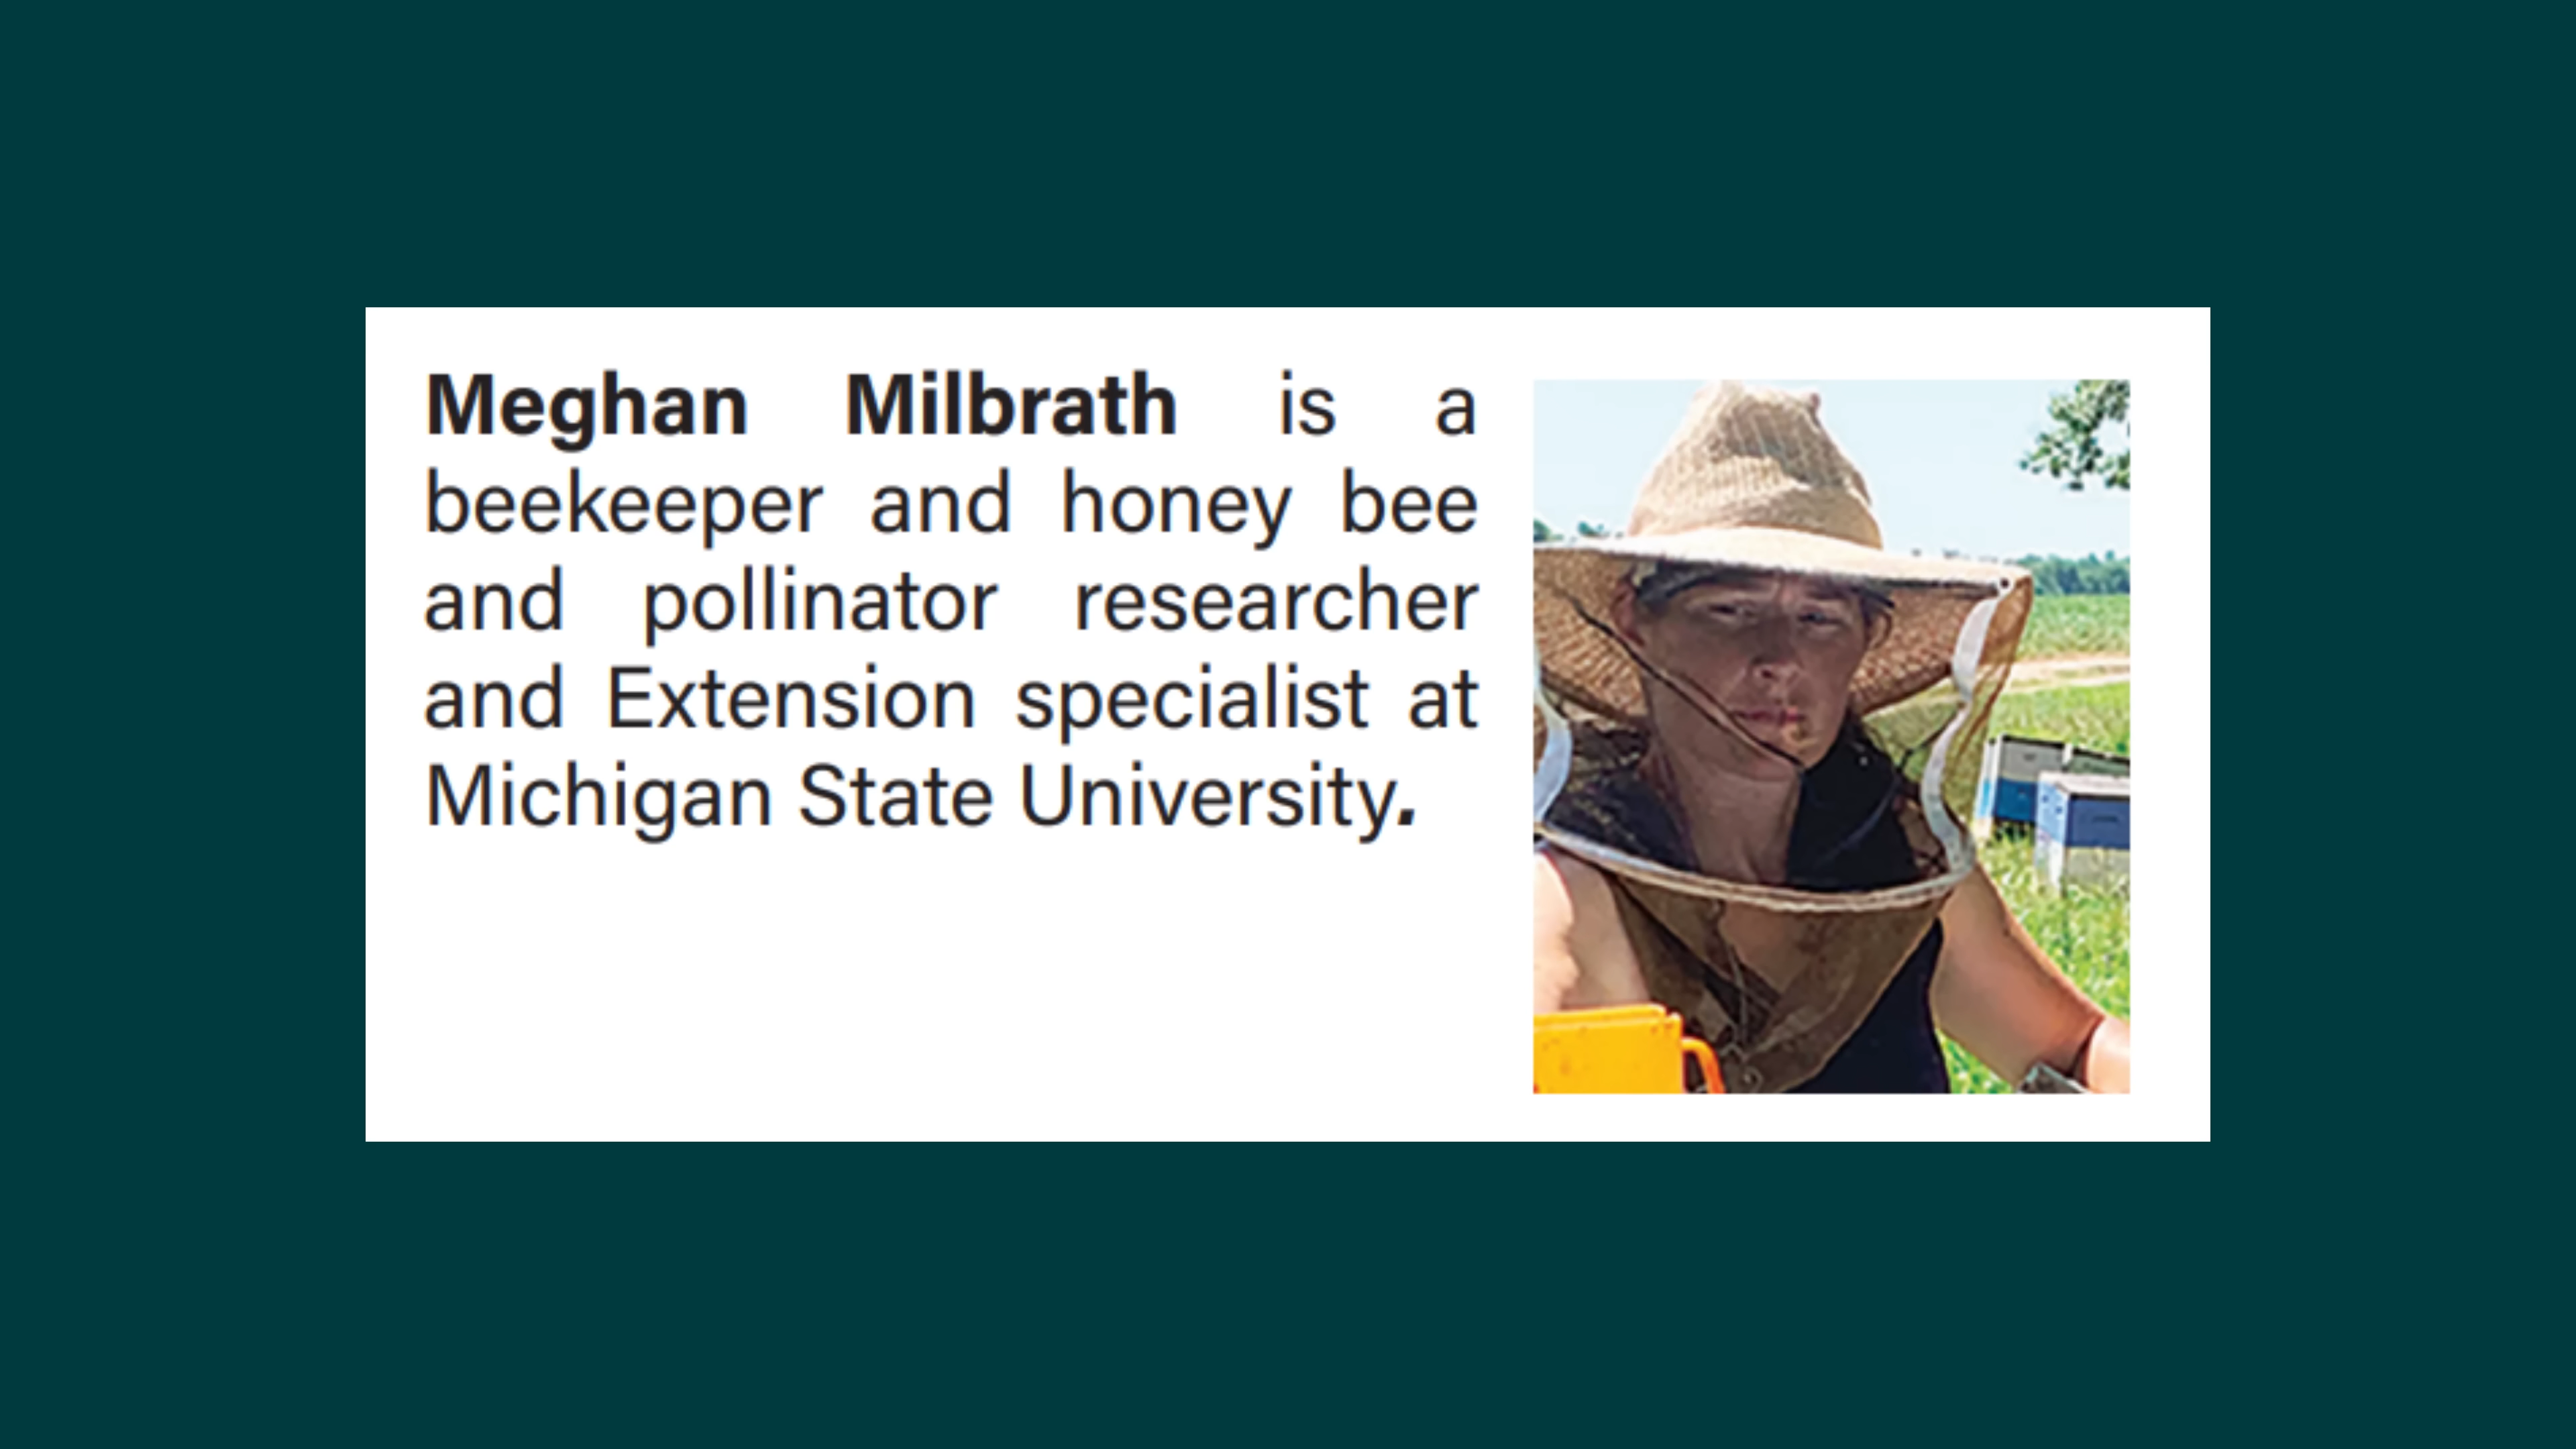 Meghan Milbrath is a
beekeeper and honey bee
and pollinator researcher
and Extension specialist at
Michigan State University.